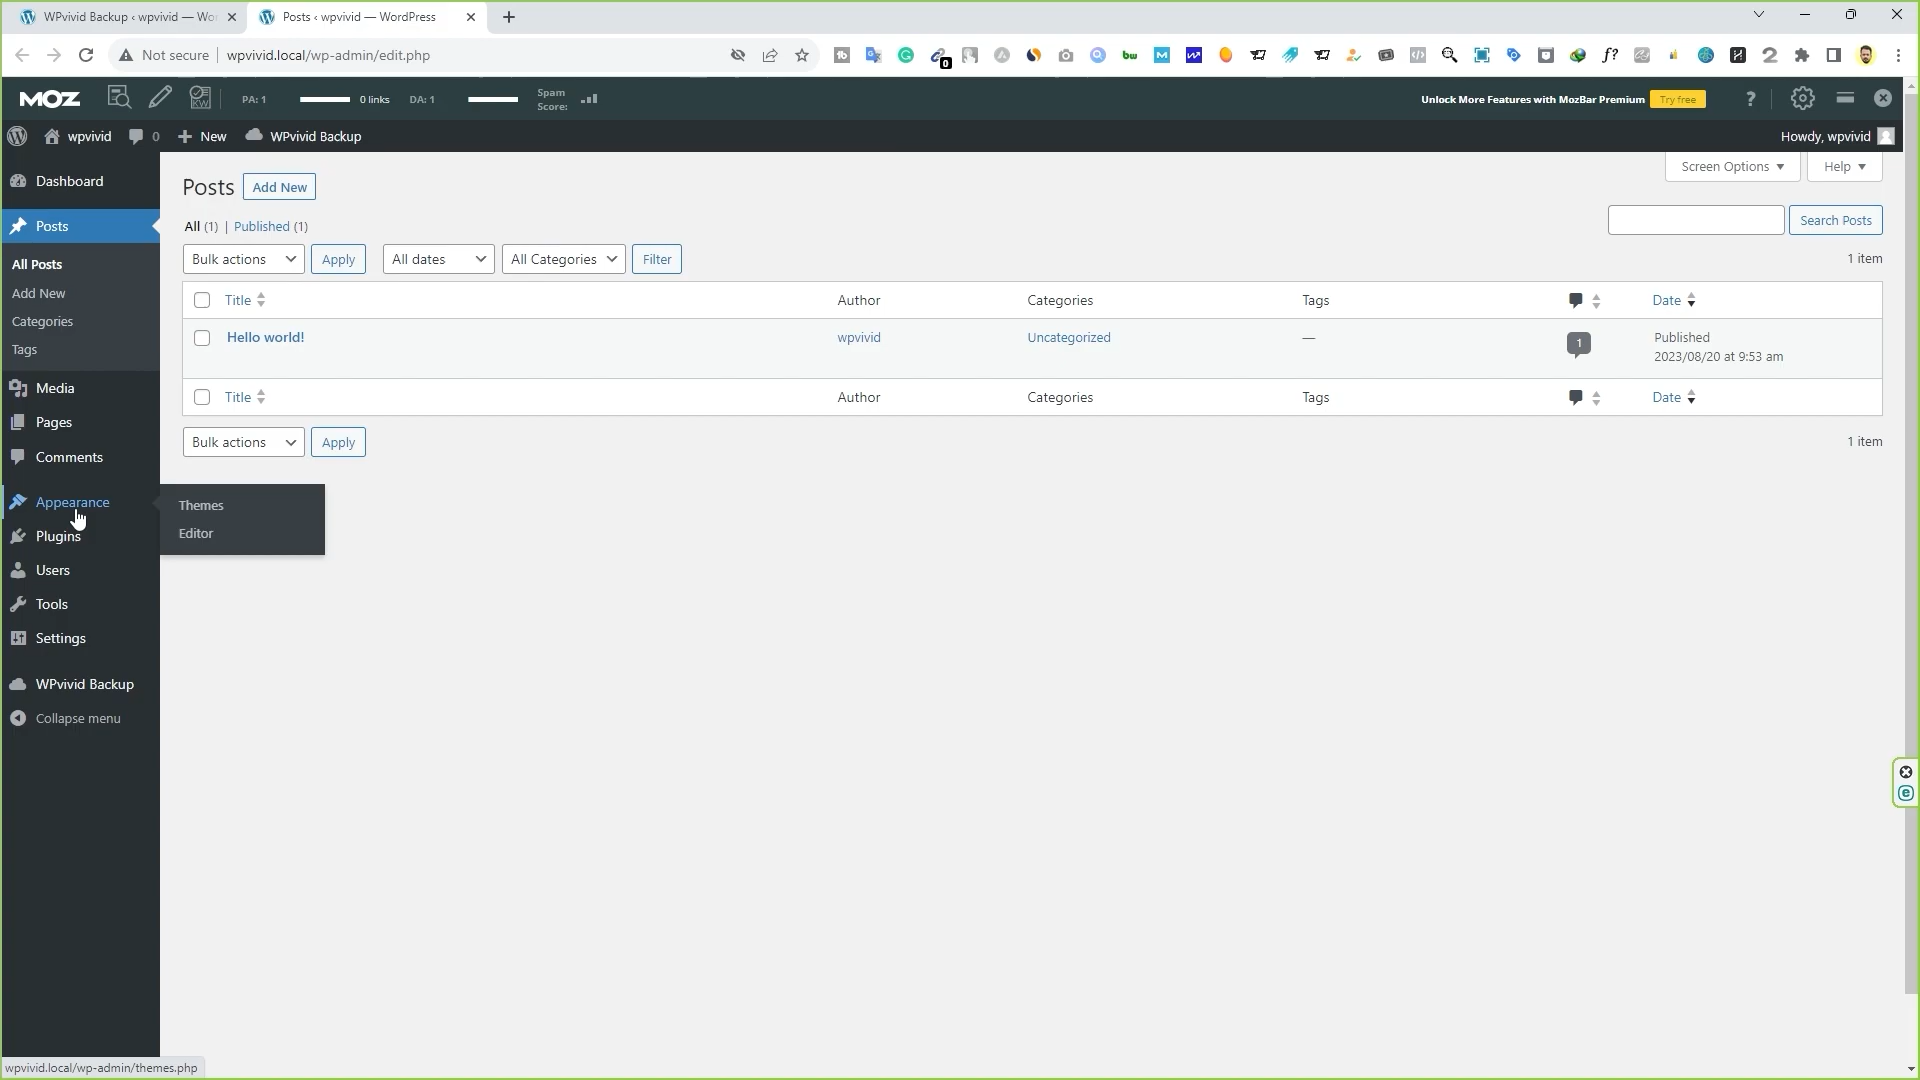 WPvivid Backup ‹ wpvivid — Wor
Posts ‹ wpvivid — WordPress
Not secure
wpvivid.local/wp-admin/edit.php
MOZ
PA: 1
0 links
DA: 1
Spam Score:
Unlock More Features with MozBar Premium
Try free
wpvivid
0
New
WPvivid Backup
Howdy, wpvivid
Dashboard
Posts
All Posts
Add New
Categories
Tags
Media
Pages
Comments
Appearance
Themes
Editor
Plugins
Users
Tools
Settings
WPvivid Backup
Collapse menu
Posts
Add New
Screen Options
Help
All (1) | Published (1)
Search Posts
Bulk actions
Apply
All dates
All Categories
Filter
1 item
Title
Author
Categories
Tags
Date
Hello world!
wpvivid
Uncategorized
—
1
Published
2023/08/20 at 9:53 am
Title
Author
Categories
Tags
Date
Bulk actions
Apply
1 item
wpvivid.local/wp-admin/themes.php